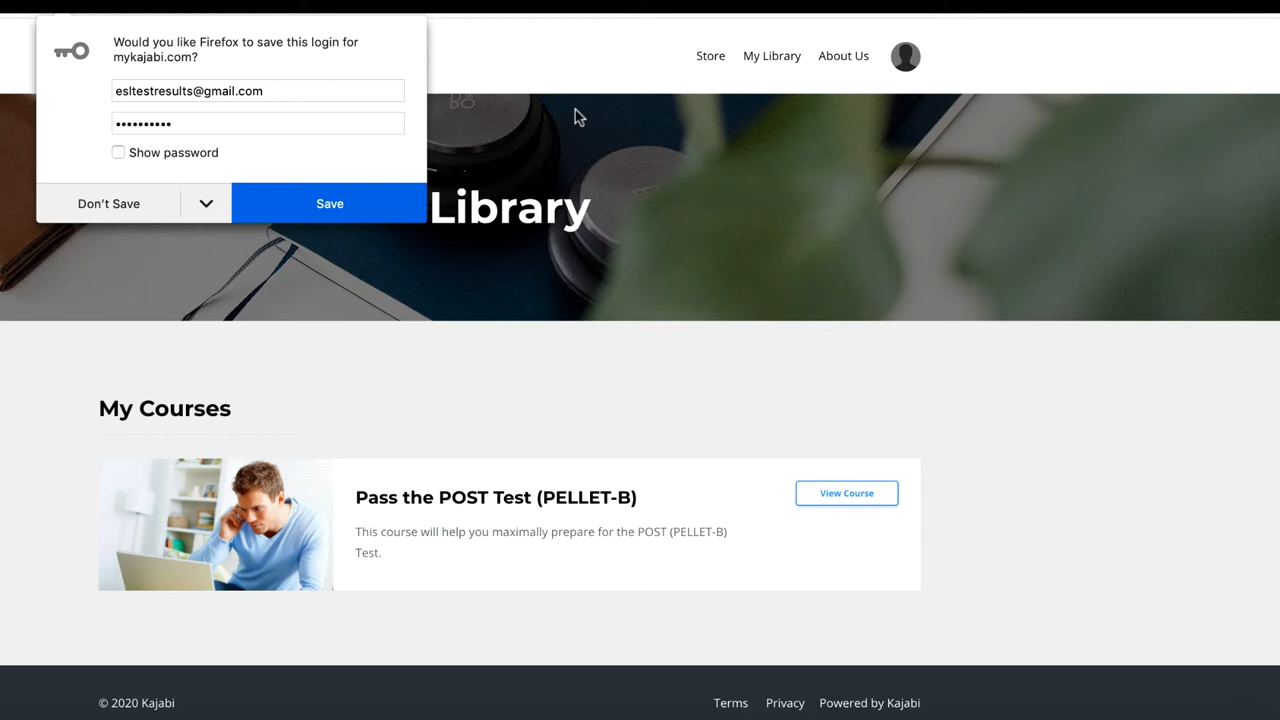 Would you like Firefox to save this login for
mykajabi.com?
esltestresults@gmail.com
••••••••••
Show password
Don't Save
Save
Store My Library About Us
Library
My Courses
Pass the POST Test (PELLET-B)
View Course
This course will help you maximally prepare for the POST (PELLET-B)
Test.
© 2020 Kajabi
Terms Privacy Powered by Kajabi